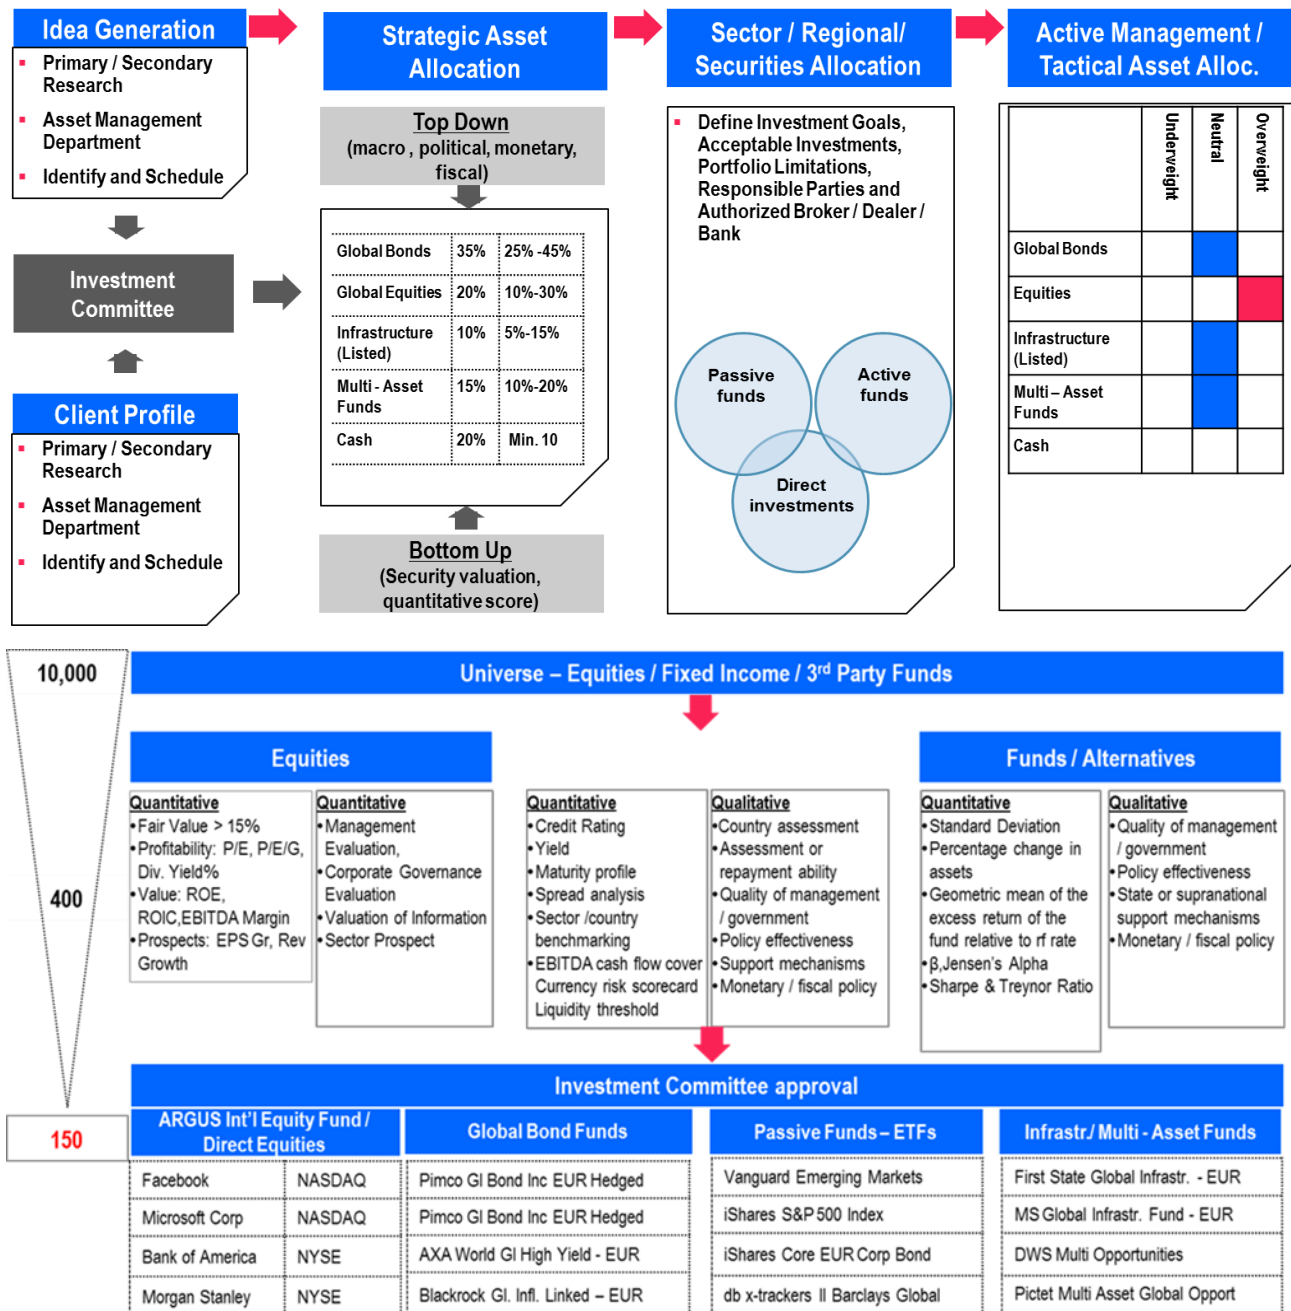 Idea Generation
▪ Primary / Secondary
Research
▪ Asset Management
Department
▪ Identify and Schedule
Investment
Committee
Client Profile
▪ Primary / Secondary
Research
▪ Asset Management
Department
▪ Identify and Schedule
Strategic Asset
Allocation
Top Down
(macro , political, monetary,
fiscal)
Global Bonds 35% 25% -45%
Global Equities 20% 10%-30%
Infrastructure 10% 5%-15%
(Listed)
Multi - Asset 15% 10%-20%
Funds
Cash 20% Min. 10
Bottom Up
(Security valuation,
quantitative score)
Sector / Regional/
Securities Allocation
▪ Define Investment Goals,
Acceptable Investments,
Portfolio Limitations,
Responsible Parties and
Authorized Broker / Dealer /
Bank
Passive
funds
Active
funds
Direct
investments
Active Management /
Tactical Asset Alloc.
Underweight
Neutral
Overweight
Global Bonds
Equities
Infrastructure
(Listed)
Multi – Asset
Funds
Cash
10,000
400
150
Universe – Equities / Fixed Income / 3rd Party Funds
Equities
Quantitative
•Fair Value > 15%
•Profitability: P/E, P/E/G,
Div. Yield%
•Value: ROE,
ROIC,EBITDA Margin
•Prospects: EPS Gr, Rev
Growth
Quantitative
•Management
Evaluation,
•Corporate Governance
Evaluation
•Valuation of Information
•Sector Prospect
Quantitative
•Credit Rating
•Yield
•Maturity profile
•Spread analysis
•Sector /country
benchmarking
•EBITDA cash flow cover
Currency risk scorecard
Liquidity threshold
Qualitative
•Country assessment
•Assessment or
repayment ability
•Quality of management
/ government
•Policy effectiveness
•Support mechanisms
•Monetary / fiscal policy
Funds / Alternatives
Quantitative
•Standard Deviation
•Percentage change in
assets
•Geometric mean of the
excess return of the
fund relative to rf rate
•β,Jensen's Alpha
•Sharpe & Treynor Ratio
Qualitative
•Quality of management
/ government
•Policy effectiveness
•State or supranational
support mechanisms
•Monetary / fiscal policy
Investment Committee approval
ARGUS Int'l Equity Fund /
Direct Equities
Facebook NASDAQ
Microsoft Corp NASDAQ
Bank of America NYSE
Morgan Stanley NYSE
Global Bond Funds
Pimco Gl Bond Inc EUR Hedged
Pimco Gl Bond Inc EUR Hedged
AXA World Gl High Yield - EUR
Blackrock Gl. Infl. Linked – EUR
Passive Funds – ETFs
Vanguard Emerging Markets
iShares S&P 500 Index
iShares Core EUR Corp Bond
db x-trackers II Barclays Global
Infrastr./ Multi - Asset Funds
First State Global Infrastr. - EUR
MS Global Infrastr. Fund - EUR
DWS Multi Opportunities
Pictet Multi Asset Global Opport